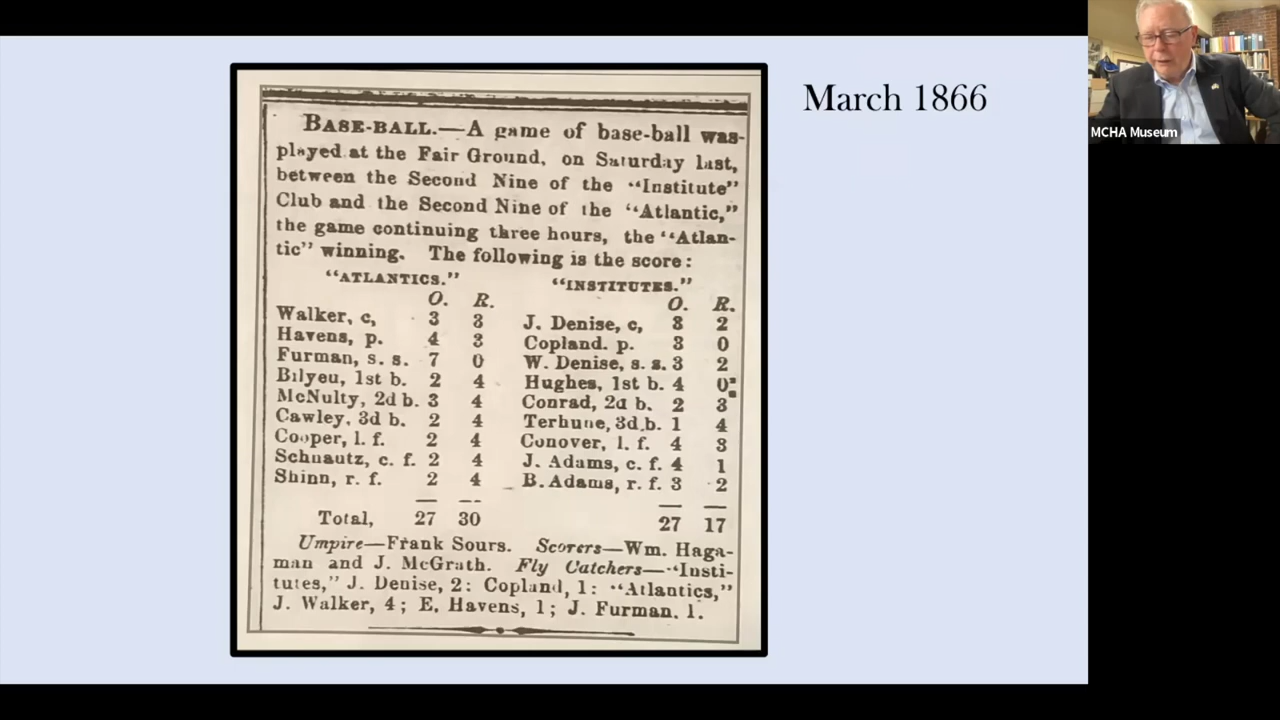 March 1866
MCHA Museum
BASE-BALL.—A game of base-ball was
played at the Fair Ground, on Saturday last,
between the Second Nine of the “Institute”
Club and the Second Nine of the “Atlantic,”
the game continuing three hours, the “Atlan-
tic” winning. The following is the score:
“ATLANTICS.”
O. R.
Walker, c, 3 3
Havens, p. 4 3
Furman, s. s. 7 0
Bilyeu, 1st b. 2 4
McNulty, 2d b. 3 4
Cawley, 3d b. 2 4
Cooper, l. f. 2 4
Schnautz, c. f. 2 4
Shinn, r. f. 2 4
Total, 27 30
“INSTITUTES.”
O. R.
J. Denise, c, 3 2
Copland. p. 3 0
W. Denise, s. s. 3 2
Hughes, 1st b. 4 0
Conrad, 2d b. 2 3
Terhune, 3d b. 1 4
Conover, l. f. 4 3
J. Adams, c. f. 4 1
B. Adams, r. f. 3 2
27 17
Umpire—Frank Sours. Scorers—Wm. Haga-
man and J. McGrath. Fly Catchers—“Insti-
tutes,” J. Denise, 2: Copland, 1: “Atlantics,”
J. Walker, 4; E. Havens, 1; J. Furman. 1.